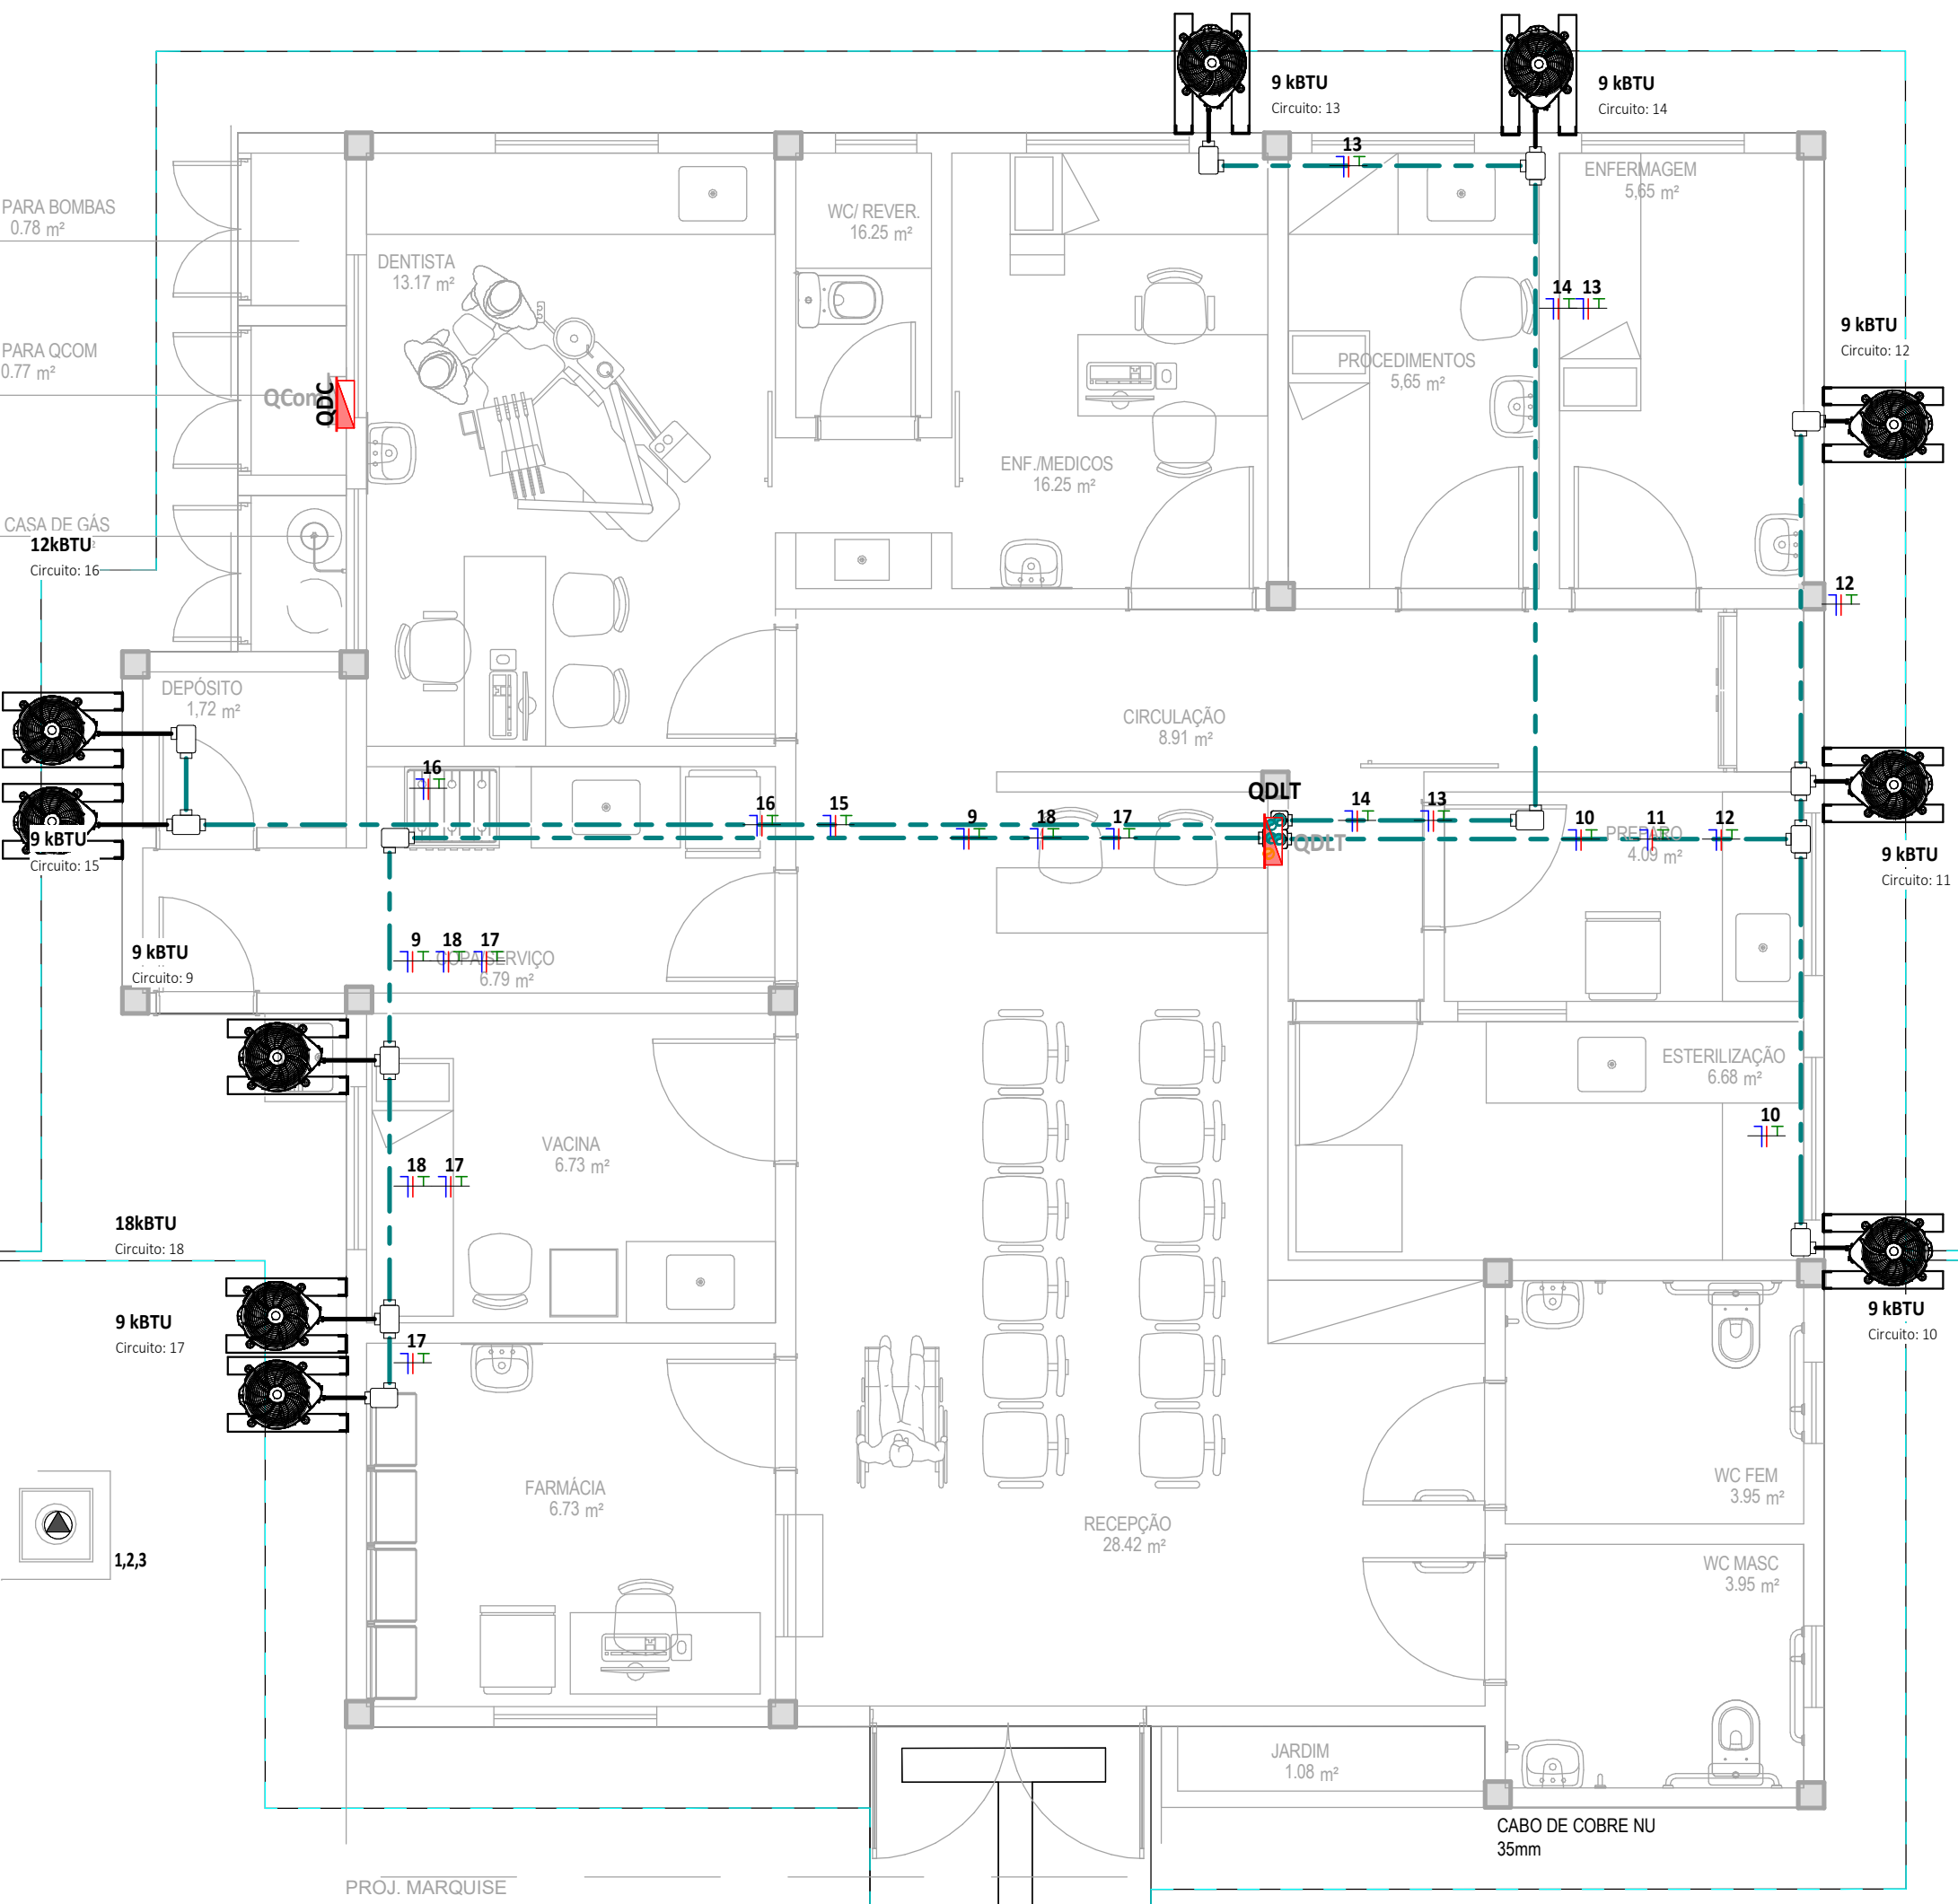 9 kBTU
Circuito: 13
9 kBTU
Circuito: 14
13
ENFERMAGEM
5,65 m²
PARA BOMBAS
0.78 m²
WC/ REVER.
16.25 m²
DENTISTA
13.17 m²
14 13
9 kBTU
Circuito: 12
PARA QCOM
0.77 m²
PROCEDIMENTOS
5,65 m²
QCom
QDC
ENF./MEDICOS
16.25 m²
CASA DE GÁS
12kBTU
Circuito: 16
12
DEPÓSITO
1,72 m²
CIRCULAÇÃO
8.91 m²
16
QDLT
16 15 9 18 17 14 13 10 11 12
QDLT
PREPARO
4.09 m²
9 kBTU
Circuito: 15
9 kBTU
Circuito: 11
9 kBTU
Circuito: 9
9 18 17
COPA/SERVIÇO
6.79 m²
ESTERILIZAÇÃO
6.68 m²
10
VACINA
6.73 m²
18 17
18kBTU
Circuito: 18
9 kBTU
Circuito: 17
17
9 kBTU
Circuito: 10
FARMÁCIA
6.73 m²
WC FEM
3.95 m²
RECEPÇÃO
28.42 m²
1,2,3
WC MASC
3.95 m²
JARDIM
1.08 m²
CABO DE COBRE NU
35mm
PROJ. MARQUISE